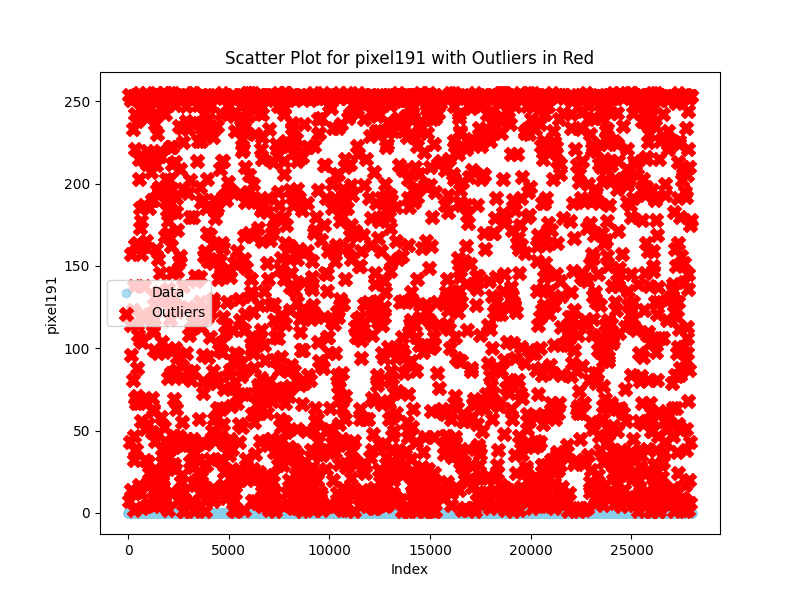 Scatter Plot for pixel191 with Outliers in Red
250
200
150
100
50
0
pixel191
Data
Outliers
0 5000 10000 15000 20000 25000
Index